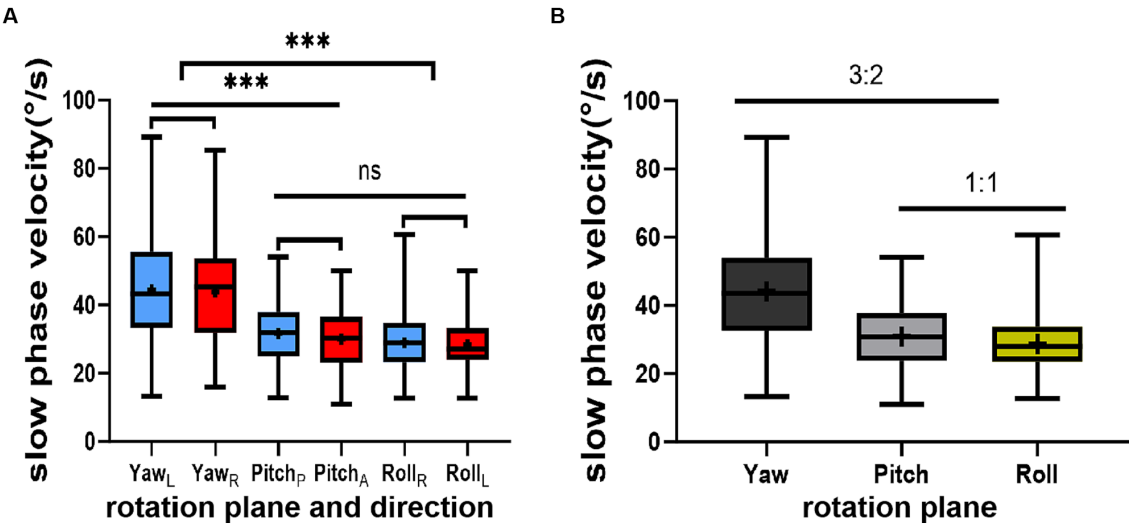 A
***
***
ns
slow phase velocity(°/s)
100
80
60
40
20
0
YawL YawR PitchP PitchA RollR RollL
rotation plane and direction
B
3:2
1:1
slow phase velocity(°/s)
100
80
60
40
20
0
Yaw Pitch Roll
rotation plane